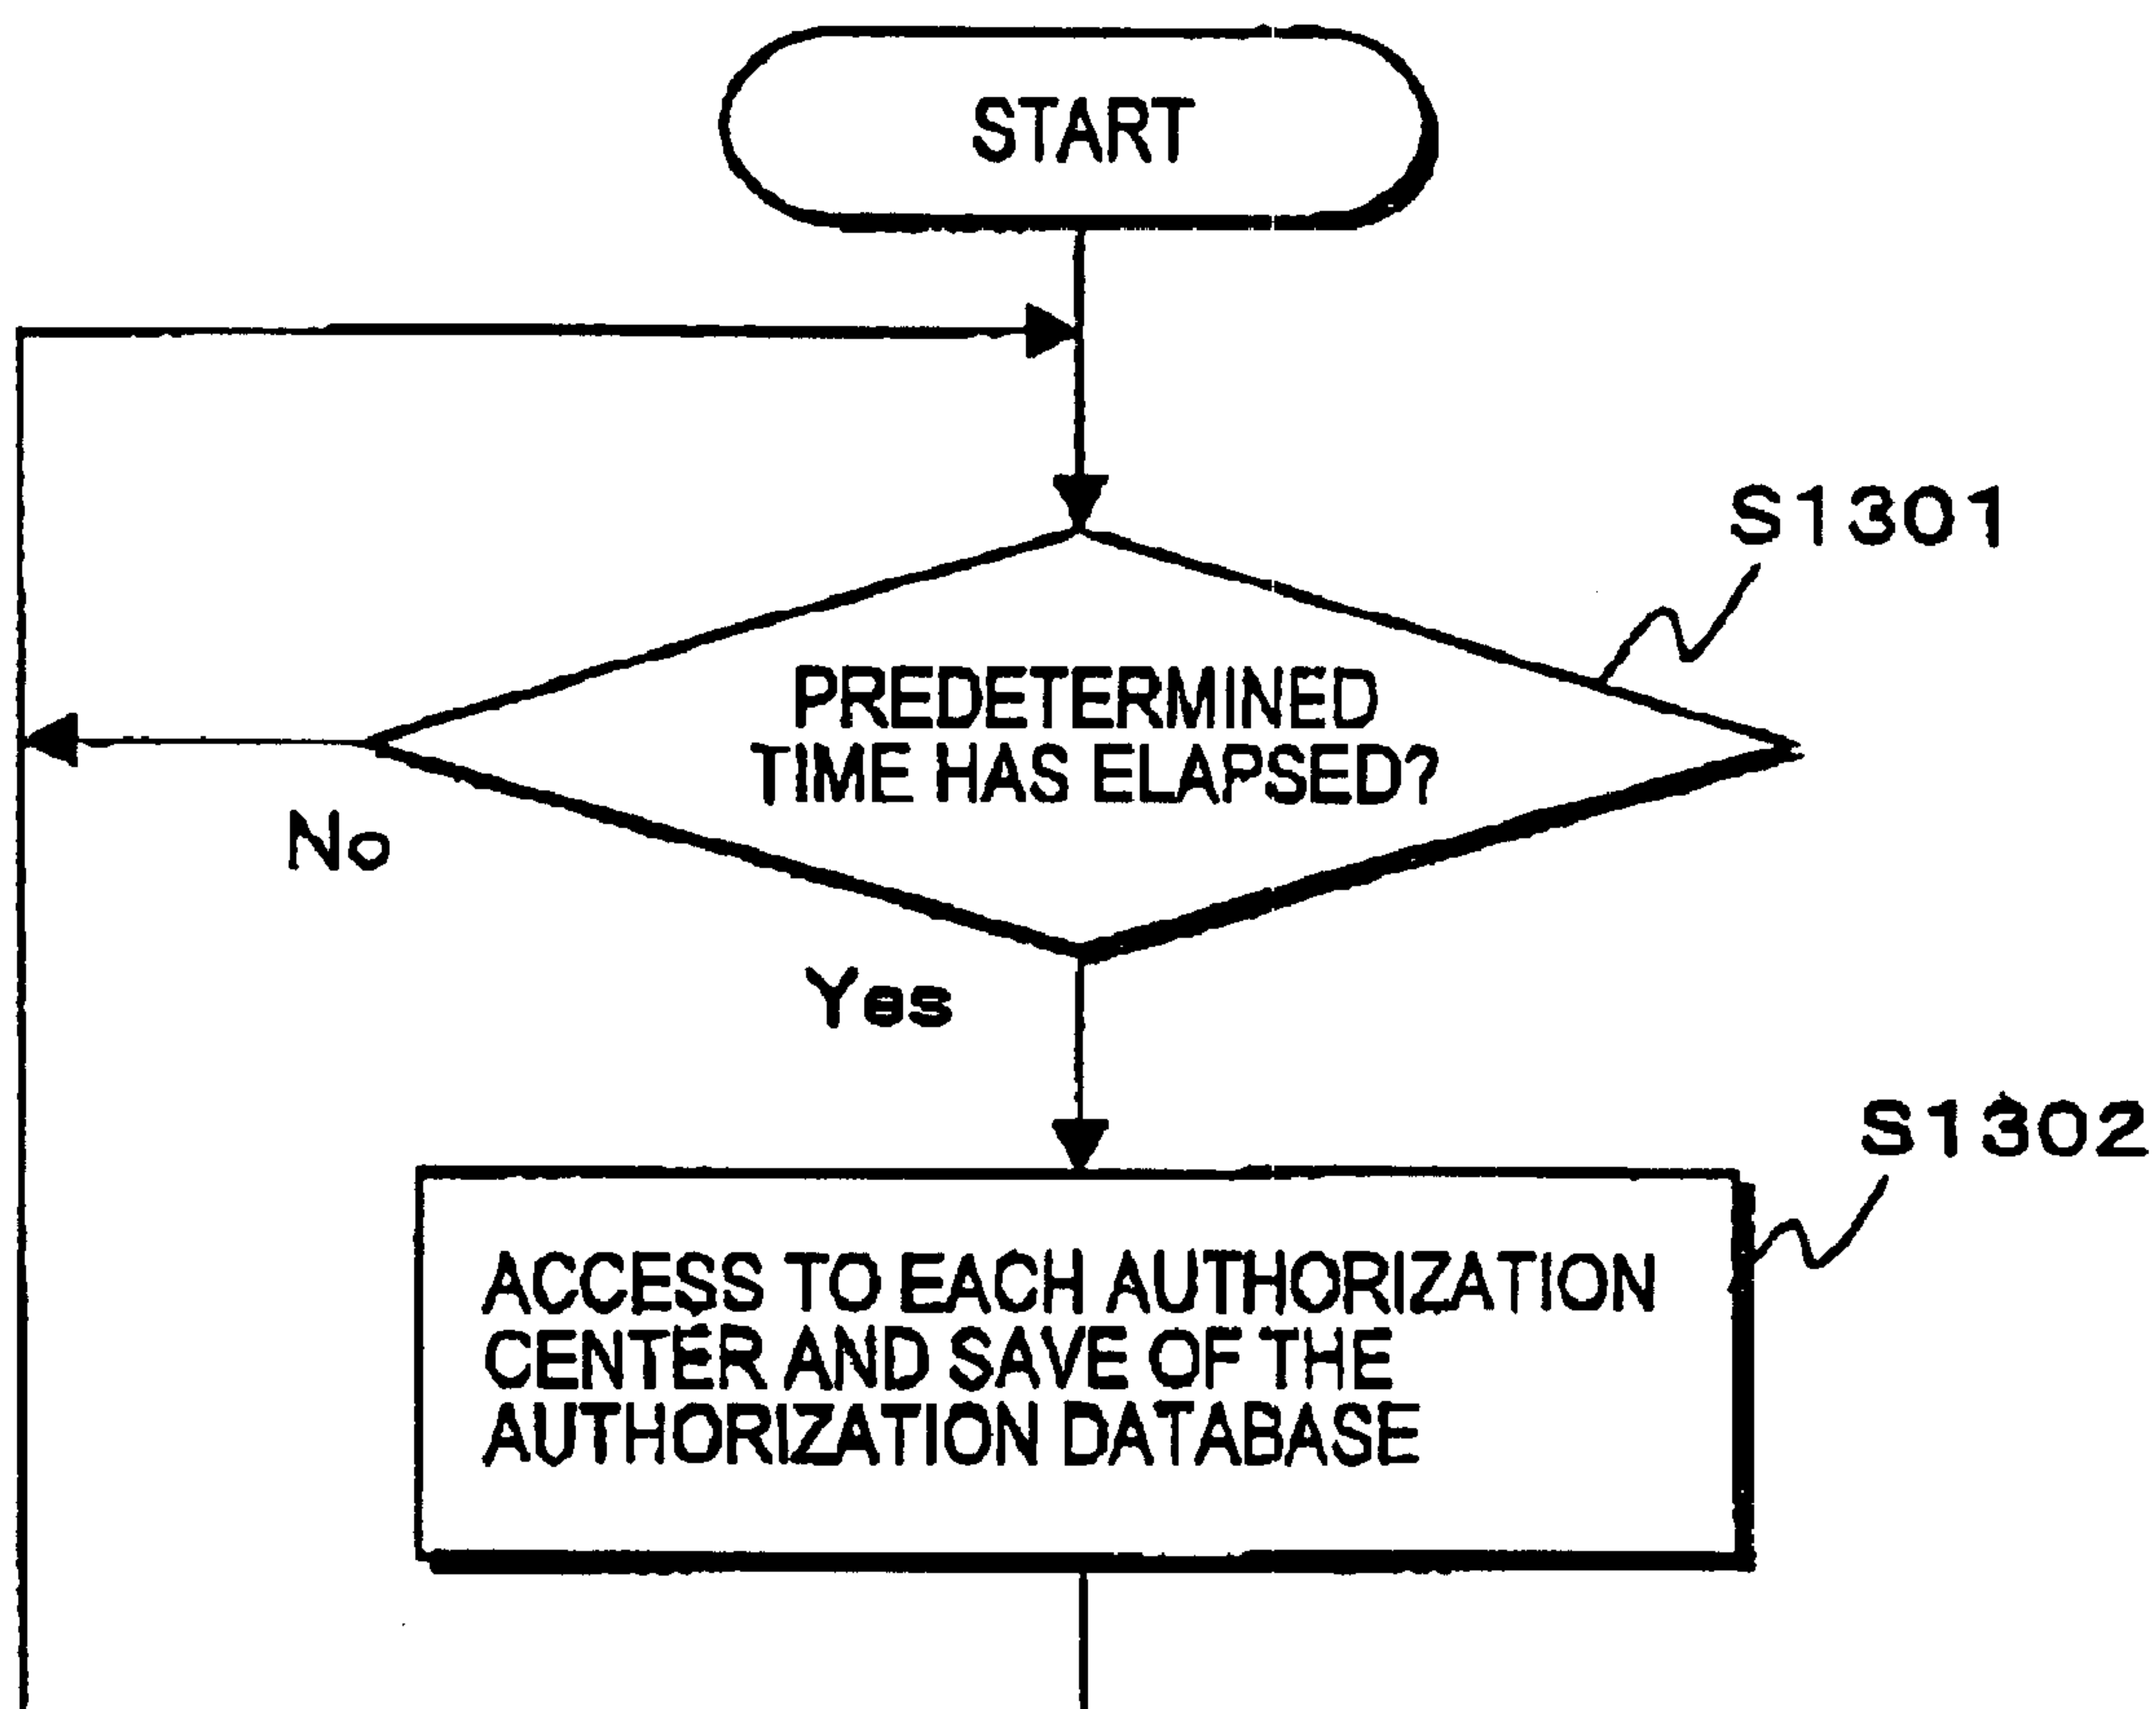 START
S1301
PREDETERMINED
TIME HAS ELAPSED?
No
Yes
S1302
ACCESS TO EACH AUTHORIZATION
CENTER AND SAVE OF THE
AUTHORIZATION DATABASE